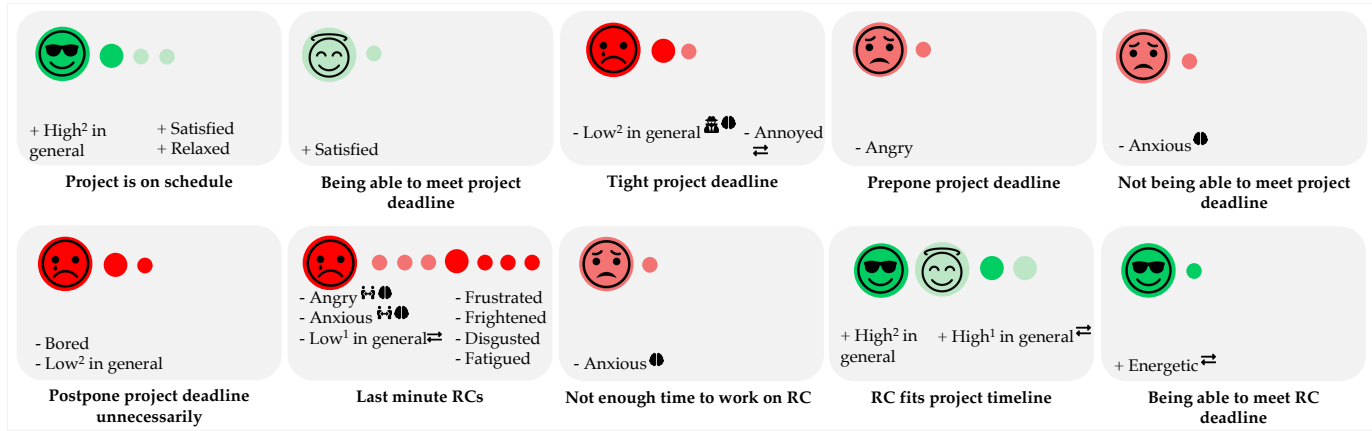 + High² in
general
+ Satisfied
+ Relaxed
Project is on schedule
+ Satisfied
Being able to meet project
deadline
- Low² in general
- Annoyed
Tight project deadline
- Angry
Prepone project deadline
- Anxious
Not being able to meet project
deadline
- Bored
- Low² in general
Postpone project deadline
unnecessarily
- Angry
- Anxious
- Low¹ in general
- Frustrated
- Frightened
- Disgusted
- Fatigued
Last minute RCs
- Anxious
Not enough time to work on RC
+ High² in
general
+ High¹ in general
RC fits project timeline
+ Energetic
Being able to meet RC
deadline